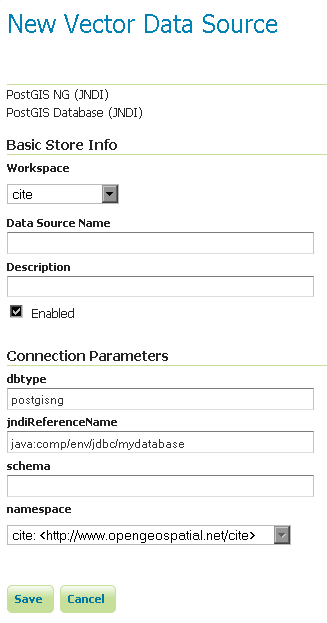 New Vector Data Source
PostGIS NG (JNDI)
PostGIS Database (JNDI)
Basic Store Info
Workspace
cite
Data Source Name
Description
Enabled
Connection Parameters
dbtype
postgisng
jndiReferenceName
java:comp/env/jdbc/mydatabase
schema
namespace
cite: <http://www.opengeospatial.net/cite>
Save Cancel